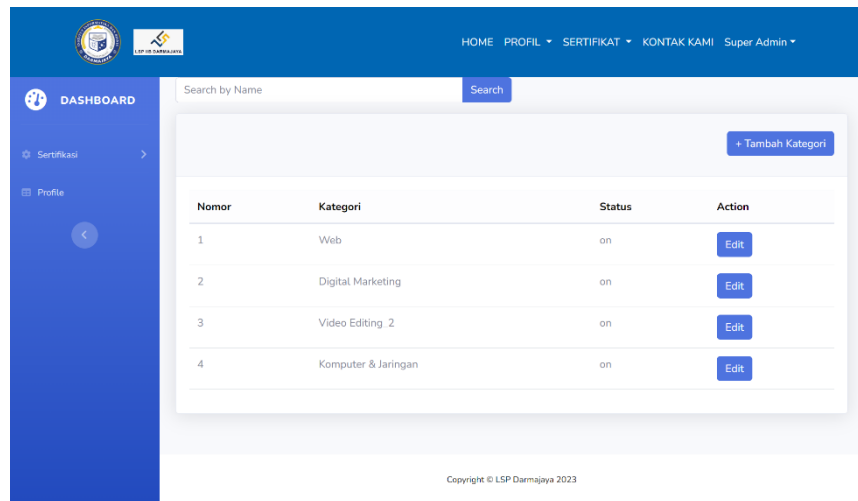 LSP IIB DARMAJAYA
HOME PROFIL SERTIFIKAT KONTAK KAMI Super Admin
DASHBOARD
Search by Name Search
+ Tambah Kategori
Sertifikasi
Profile
Nomor Kategori Status Action
1 Web on Edit
2 Digital Marketing on Edit
3 Video Editing 2 on Edit
4 Komputer & Jaringan on Edit
Copyright © LSP Darmajaya 2023